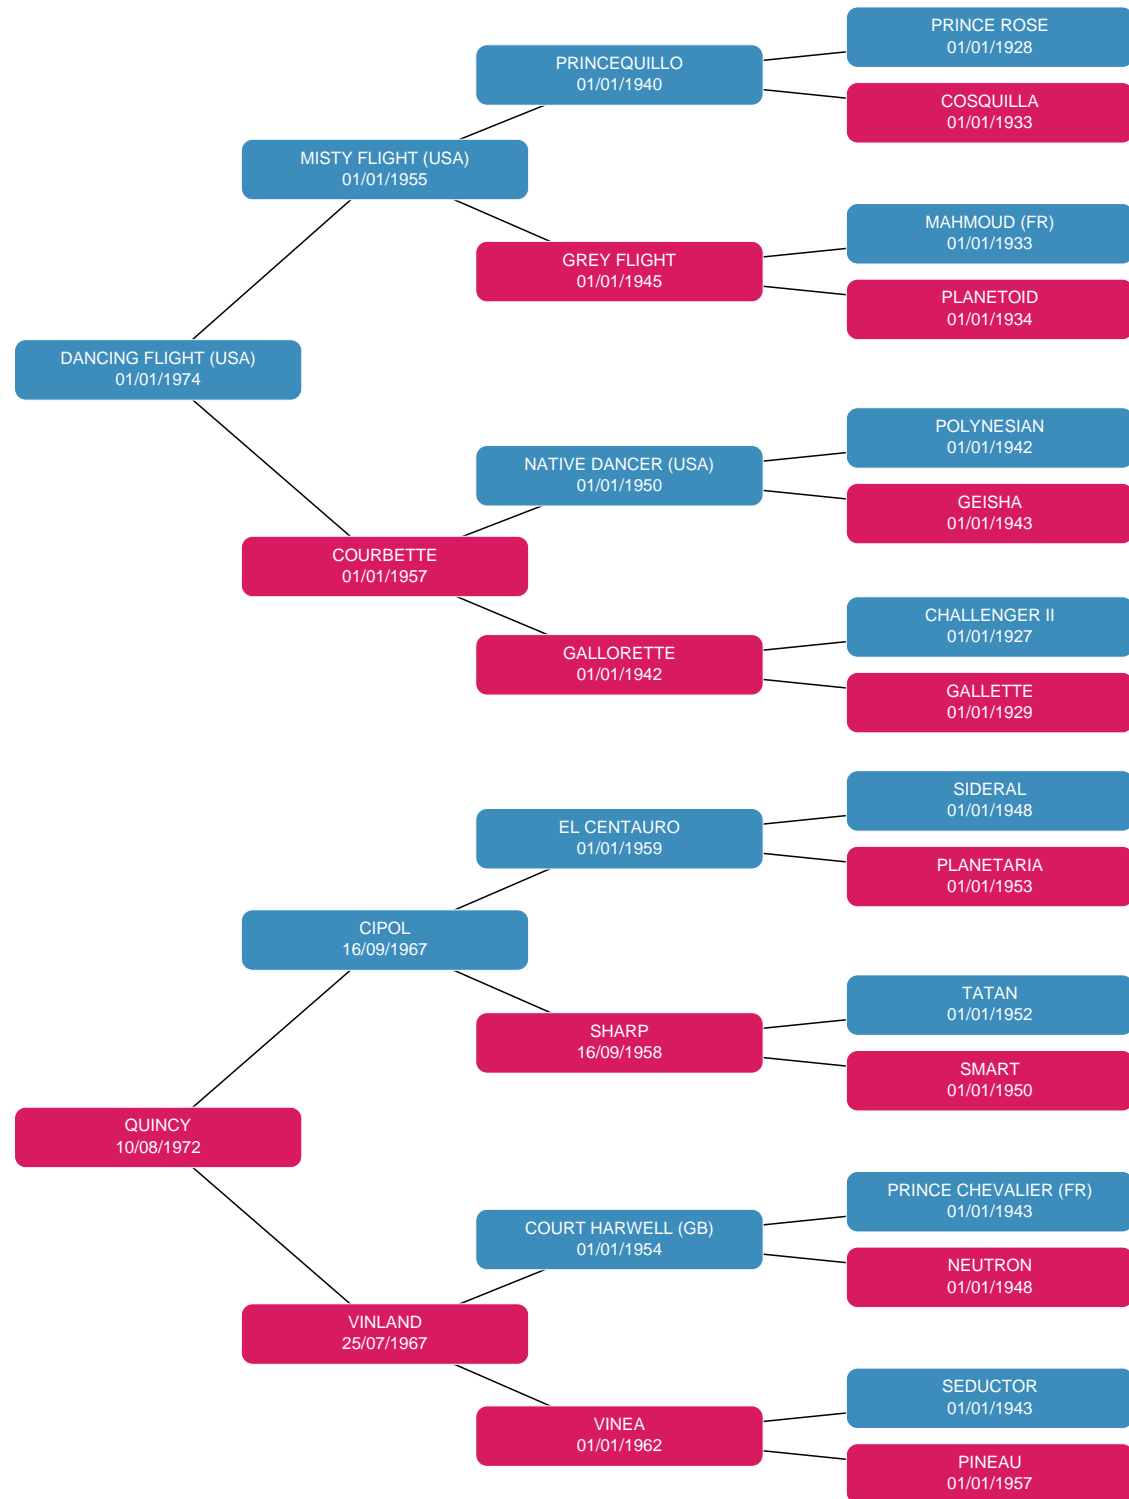 PRINCE ROSE
01/01/1928
PRINCEQUILLO
01/01/1940
COSQUILLA
01/01/1933
MISTY FLIGHT (USA)
01/01/1955
MAHMOUD (FR)
01/01/1933
GREY FLIGHT
01/01/1945
PLANETOID
01/01/1934
DANCING FLIGHT (USA)
01/01/1974
POLYNESIAN
01/01/1942
NATIVE DANCER (USA)
01/01/1950
GEISHA
01/01/1943
COURBETTE
01/01/1957
CHALLENGER II
01/01/1927
GALLORETTE
01/01/1942
GALLETTE
01/01/1929
SIDERAL
01/01/1948
EL CENTAURO
01/01/1959
PLANETARIA
01/01/1953
CIPOL
16/09/1967
TATAN
01/01/1952
SHARP
16/09/1958
SMART
01/01/1950
QUINCY
10/08/1972
PRINCE CHEVALIER (FR)
01/01/1943
COURT HARWELL (GB)
01/01/1954
NEUTRON
01/01/1948
VINLAND
25/07/1967
SEDUCTOR
01/01/1943
VINEA
01/01/1962
PINEAU
01/01/1957